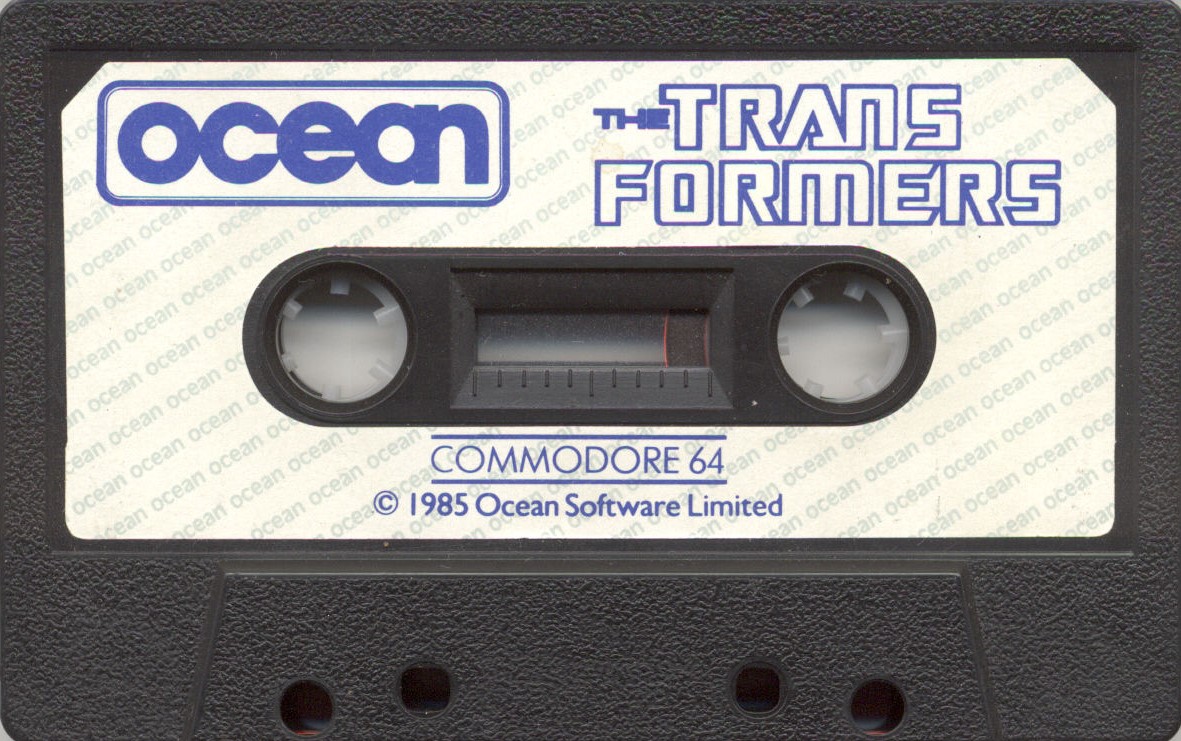 ocean
THE TRANS
FORMERS
COMMODORE 64
© 1985 Ocean Software Limited